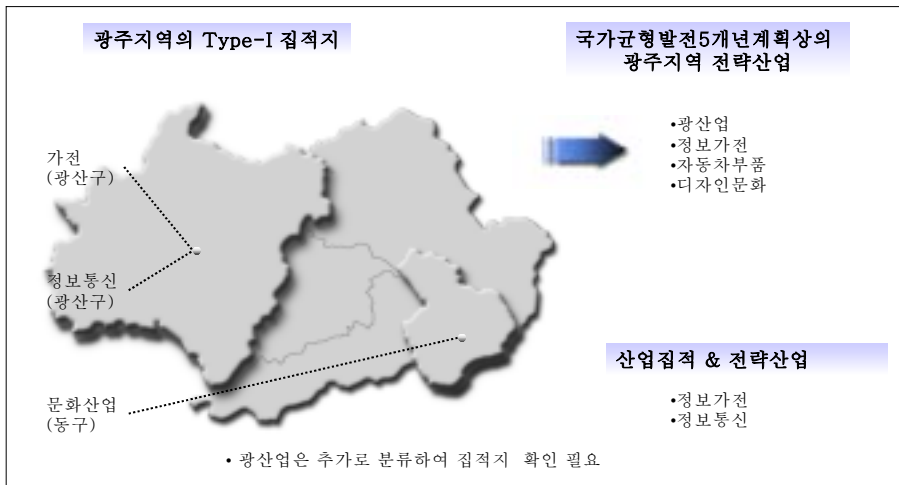 광주지역의 Type-I 집적지
가전
(광산구)
정보통신
(광산구)
문화산업
(동구)
• 광산업은 추가로 분류하여 집적지 확인 필요
국가균형발전5개년계획상의
광주지역 전략산업
•광산업
•정보가전
•자동차부품
•디자인문화
산업집적 & 전략산업
•정보가전
•정보통신